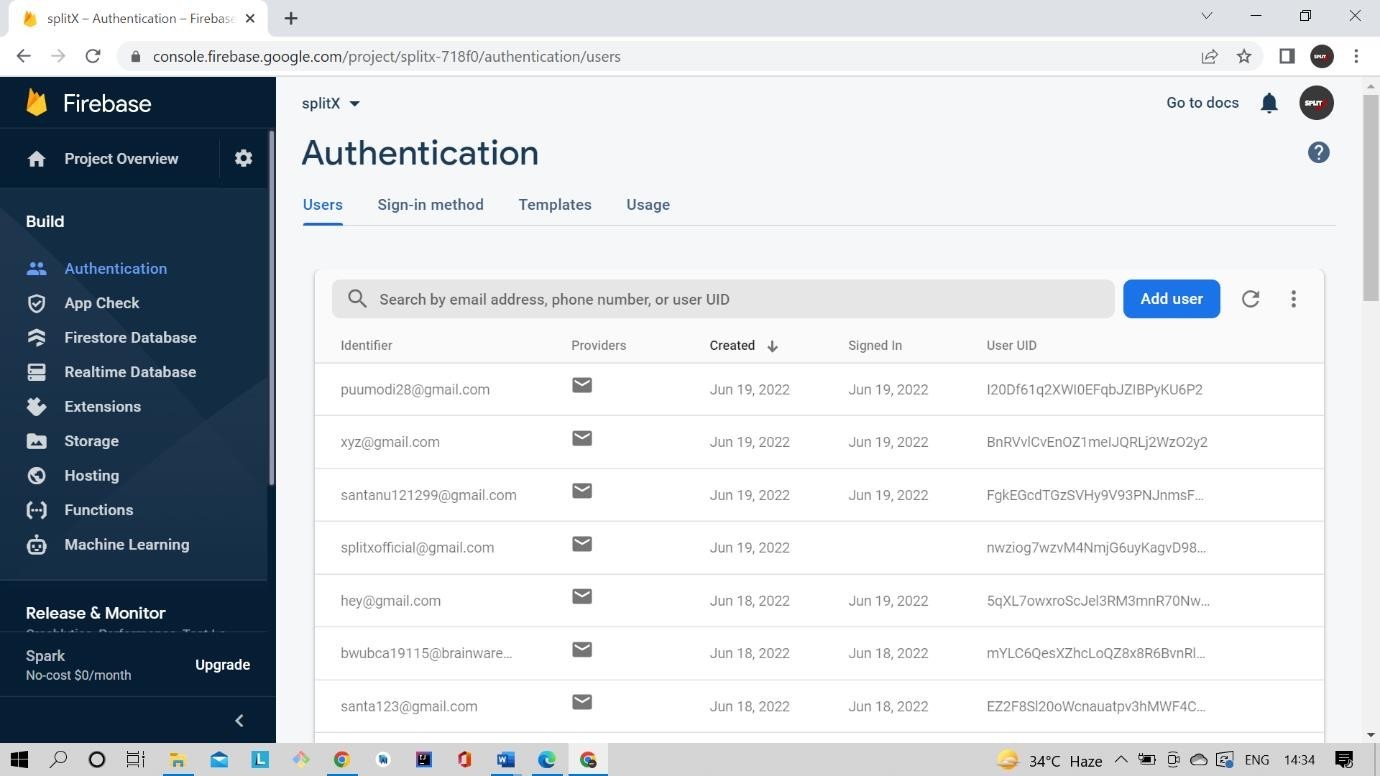 splitX – Authentication – Firebase
console.firebase.google.com/project/splitx-718f0/authentication/users
Firebase
splitX
Go to docs
SPLIT
Project Overview
Authentication
Users Sign-in method Templates Usage
Build
Authentication
App Check
Firestore Database
Realtime Database
Extensions
Storage
Hosting
Functions
Machine Learning
Release & Monitor
Spark
No-cost $0/month
Upgrade
Search by email address, phone number, or user UID
Add user
Identifier Providers Created Signed In User UID
puumodi28@gmail.com Jun 19, 2022 Jun 19, 2022 I20Df61q2XWI0EFqbJZIBPyKU6P2
xyz@gmail.com Jun 19, 2022 Jun 19, 2022 BnRVvlCvEnOZ1meIJQRLj2WzO2y2
santanu121299@gmail.com Jun 19, 2022 Jun 19, 2022 FgkEGcdTGzSVHy9V93PNJnmsF...
splitxofficial@gmail.com Jun 19, 2022 nwziog7wzvM4NmjG6uyKagvD98...
hey@gmail.com Jun 18, 2022 Jun 19, 2022 5qXL7owxroScJel3RM3mnR70Nw...
bwubca19115@brainware... Jun 18, 2022 Jun 18, 2022 mYLC6QesXZhcLoQZ8x8R6BvnRl...
santa123@gmail.com Jun 18, 2022 Jun 18, 2022 EZ2F8Sl20oWcnauatpv3hMWF4C...
34°C Haze ENG 14:34